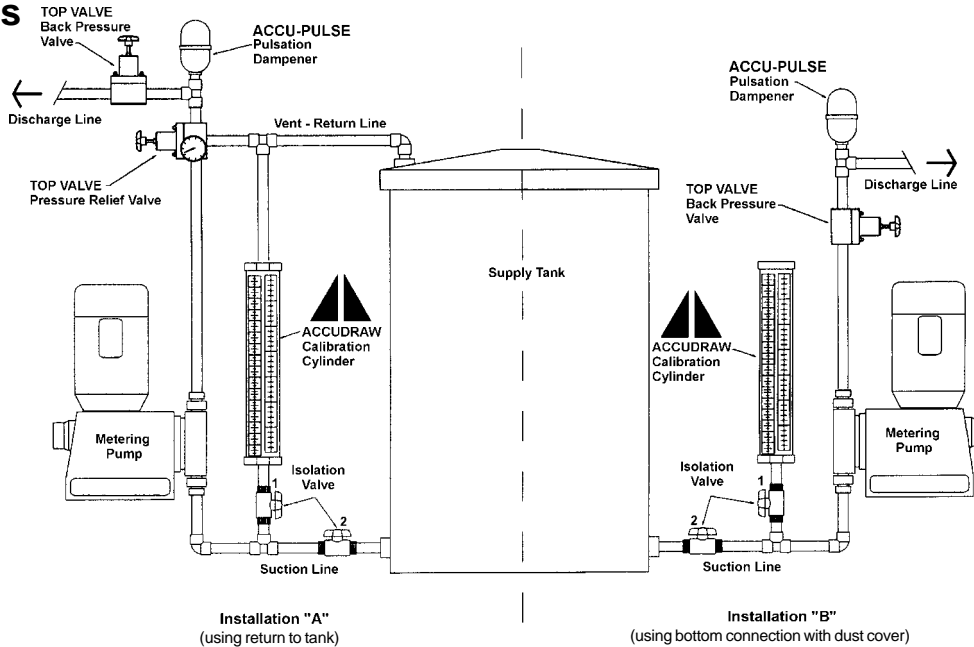 S
TOP VALVE
Back Pressure
Valve
ACCU-PULSE
Pulsation
Dampener
Discharge Line
Vent - Return Line
TOP VALVE
Pressure Relief Valve
ACCUDRAW
Calibration
Cylinder
Metering
Pump
Isolation
Valve
1
2
Suction Line
Supply Tank
ACCU-PULSE
Pulsation
Dampener
Discharge Line
TOP VALVE
Back Pressure
Valve
ACCUDRAW
Calibration
Cylinder
Metering
Pump
Isolation
Valve
1
2
Suction Line
Installation "A"
(using return to tank)
Installation "B"
(using bottom connection with dust cover)